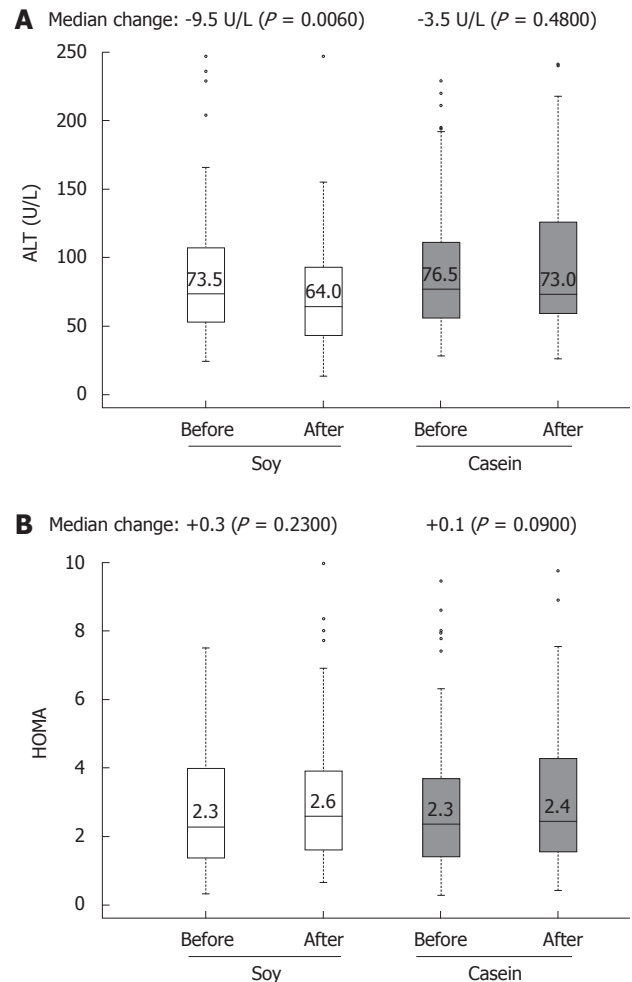 A Median change: -9.5 U/L (P = 0.0060) -3.5 U/L (P = 0.4800)
250
200
150
100
50
0
ALT (U/L)
73.5 64.0 76.5 73.0
Before After Before After
Soy Casein
B Median change: +0.3 (P = 0.2300) +0.1 (P = 0.0900)
10
8
6
4
2
0
HOMA
2.3 2.6 2.3 2.4
Before After Before After
Soy Casein